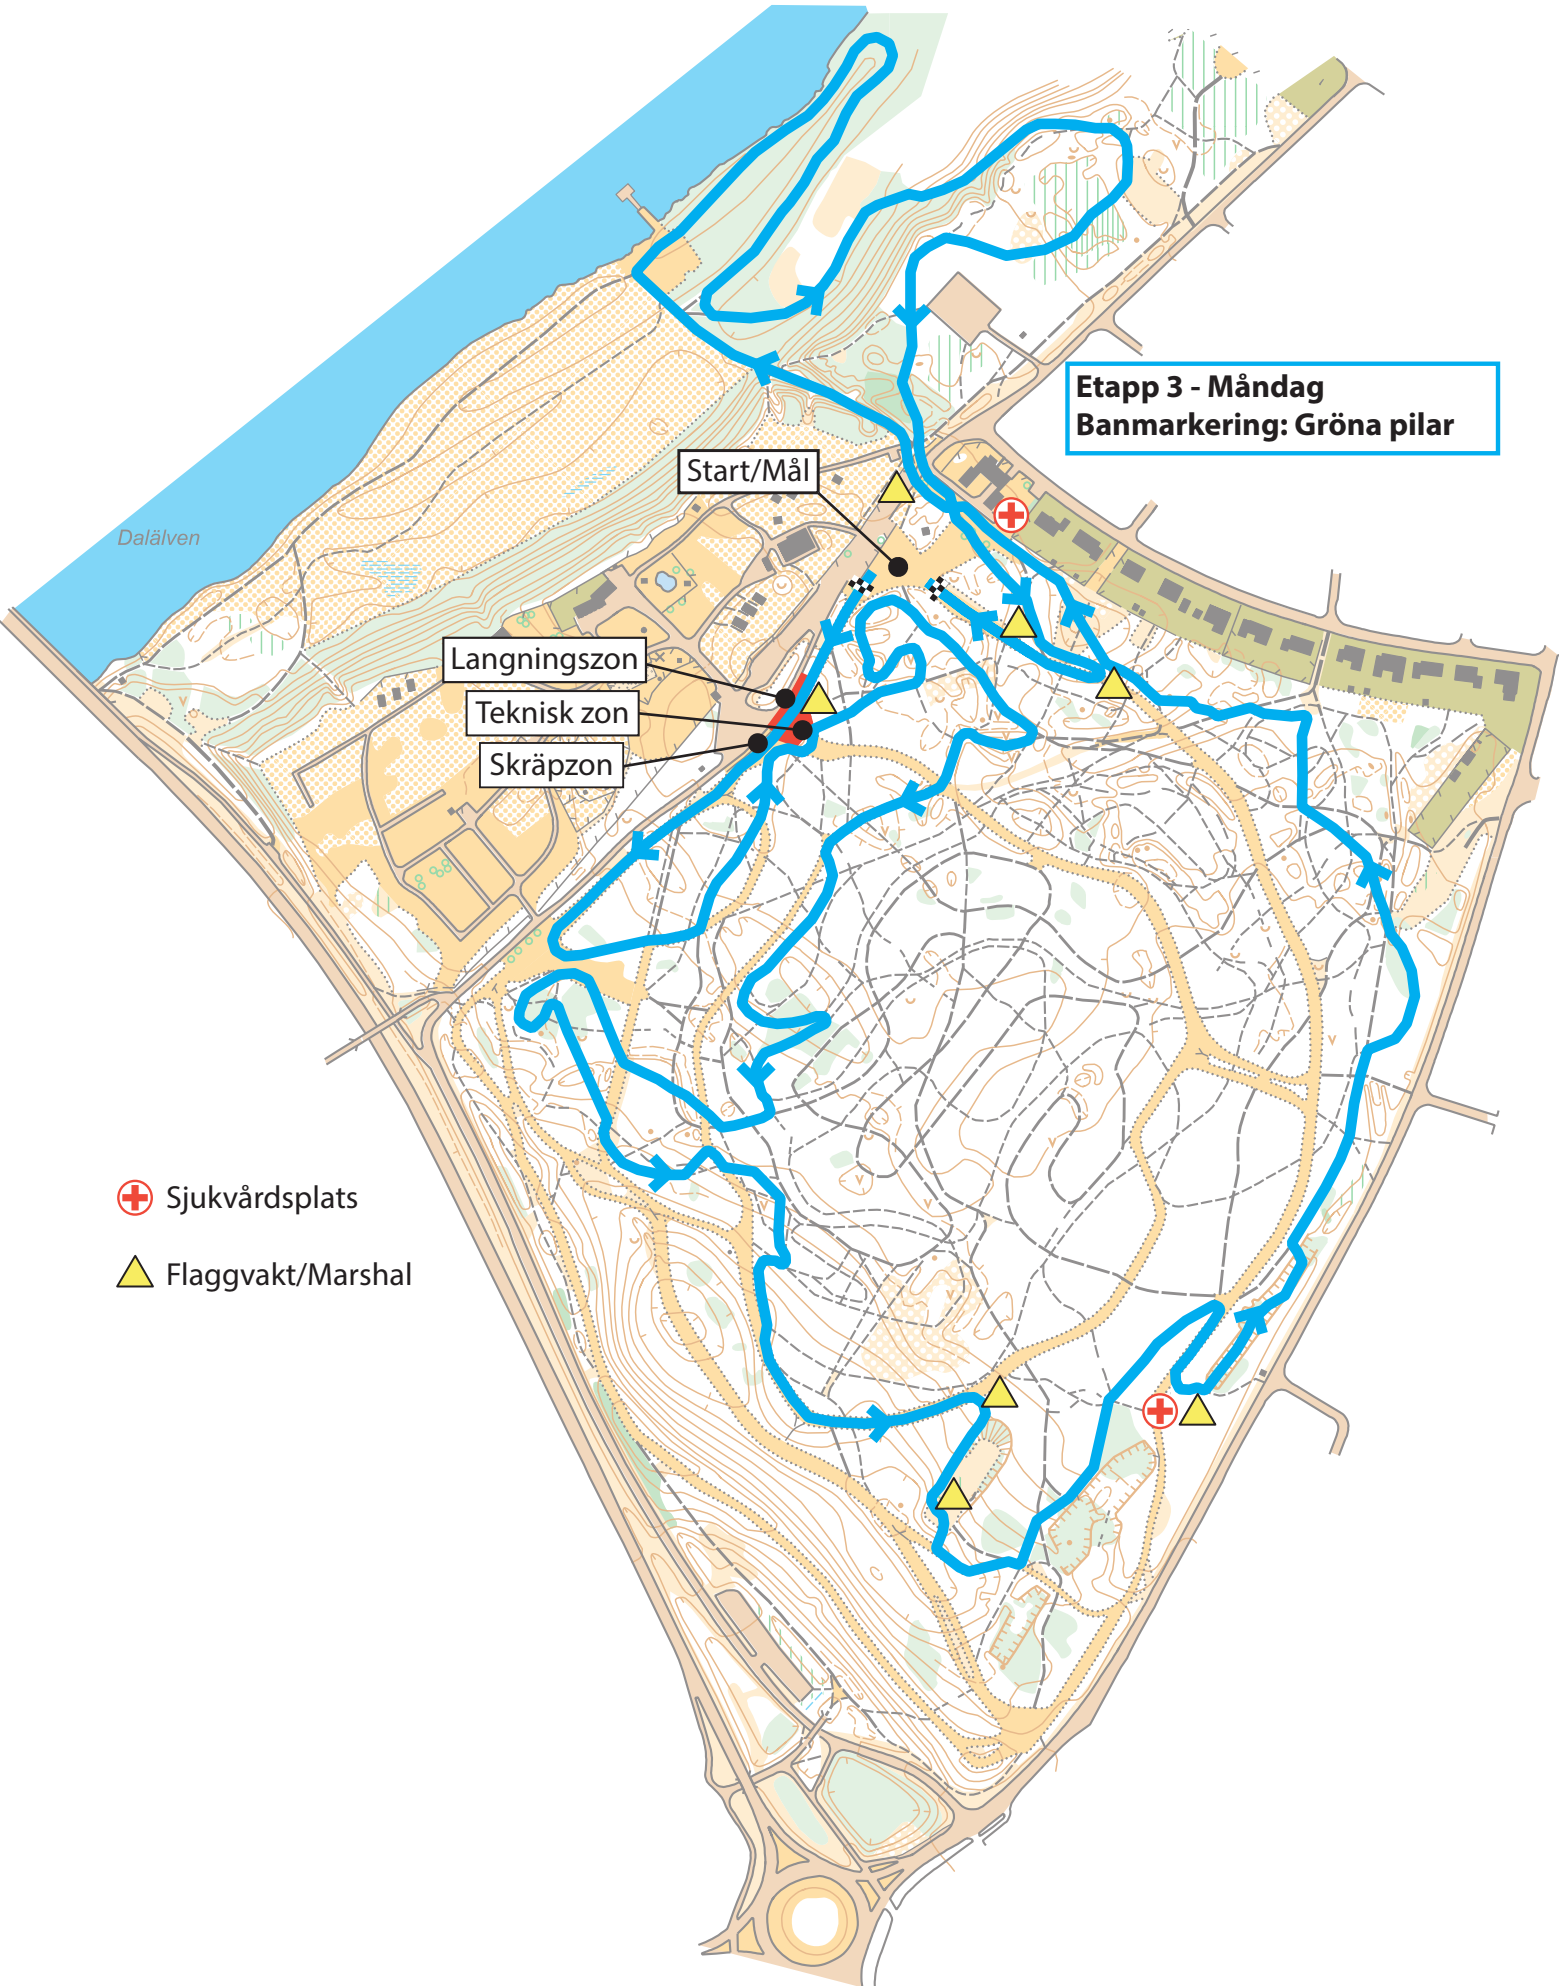 Etapp 3 - Måndag
Banmarkering: Gröna pilar
Start/Mål
Dalälven
Langningszon
Teknisk zon
Skräpzon
Sjukvårdsplats
Flaggvakt/Marshal